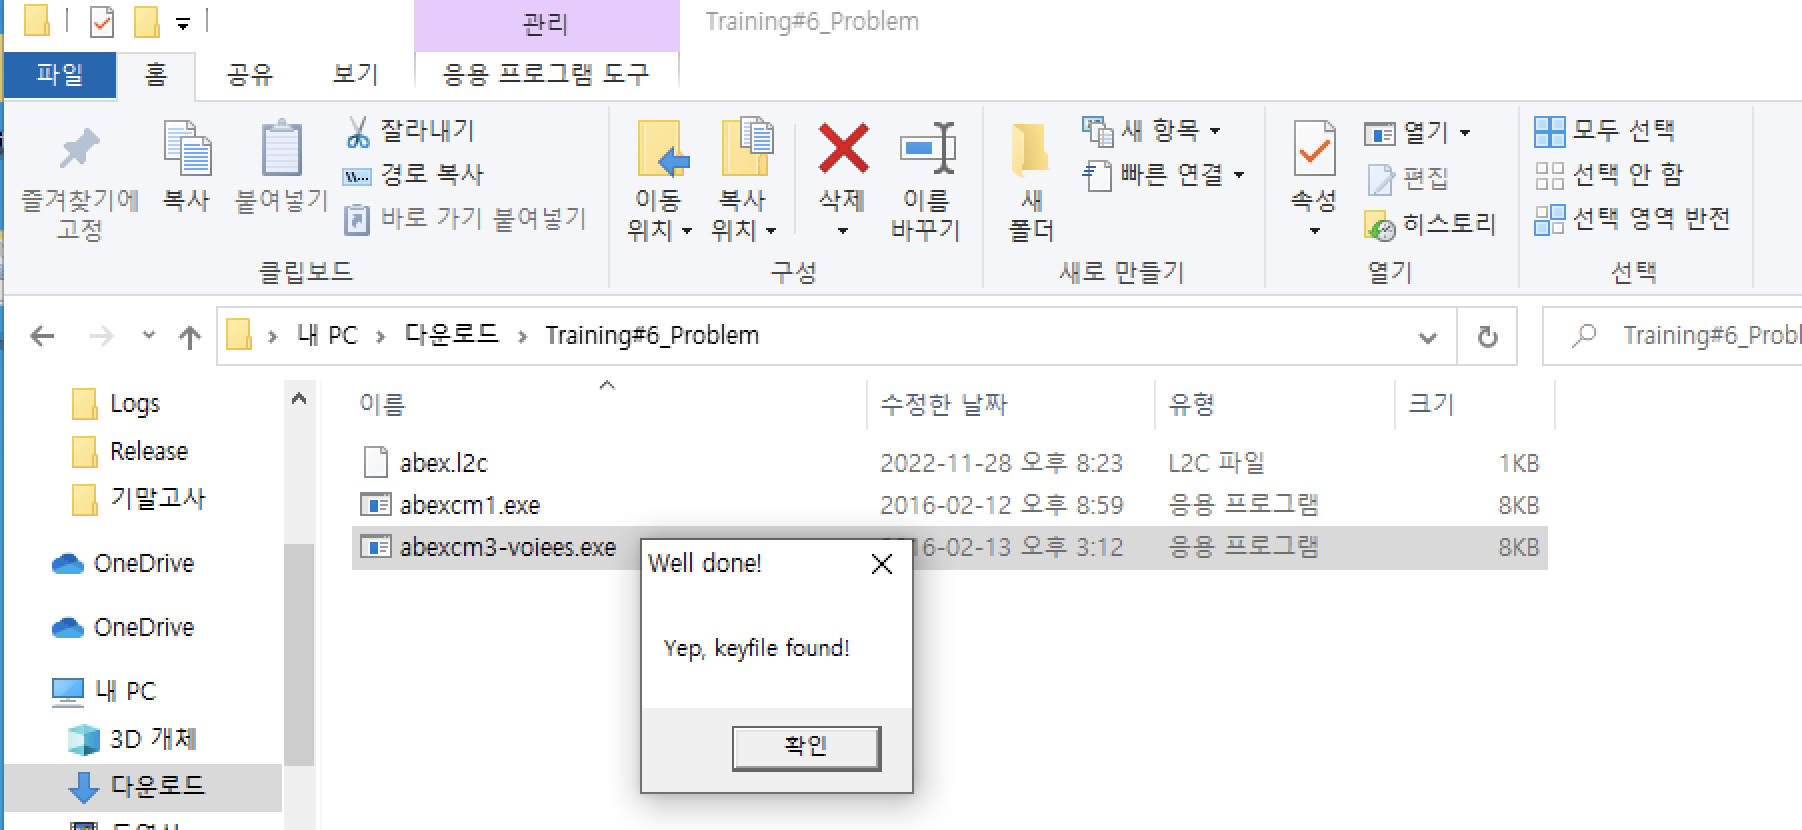 관리
Training#6_Problem
파일
홈
공유
보기
응용 프로그램 도구
즐겨찾기에
고정
복사
붙여넣기
잘라내기
경로 복사
바로 가기 붙여넣기
클립보드
이동
위치
복사
위치
삭제
이름
바꾸기
구성
새
폴더
새 항목
빠른 연결
새로 만들기
속성
열기
편집
히스토리
열기
모두 선택
선택 안 함
선택 영역 반전
선택
내 PC
다운로드
Training#6_Problem
Training#6_Probl
Logs
Release
기말고사
OneDrive
OneDrive
내 PC
3D 개체
다운로드
이름
수정한 날짜
유형
크기
abex.l2c
2022-11-28 오후 8:23
L2C 파일
1KB
abexcm1.exe
2016-02-12 오후 8:59
응용 프로그램
8KB
abexcm3-voiees.exe
16-02-13 오후 3:12
응용 프로그램
8KB
Well done!
Yep, keyfile found!
확인